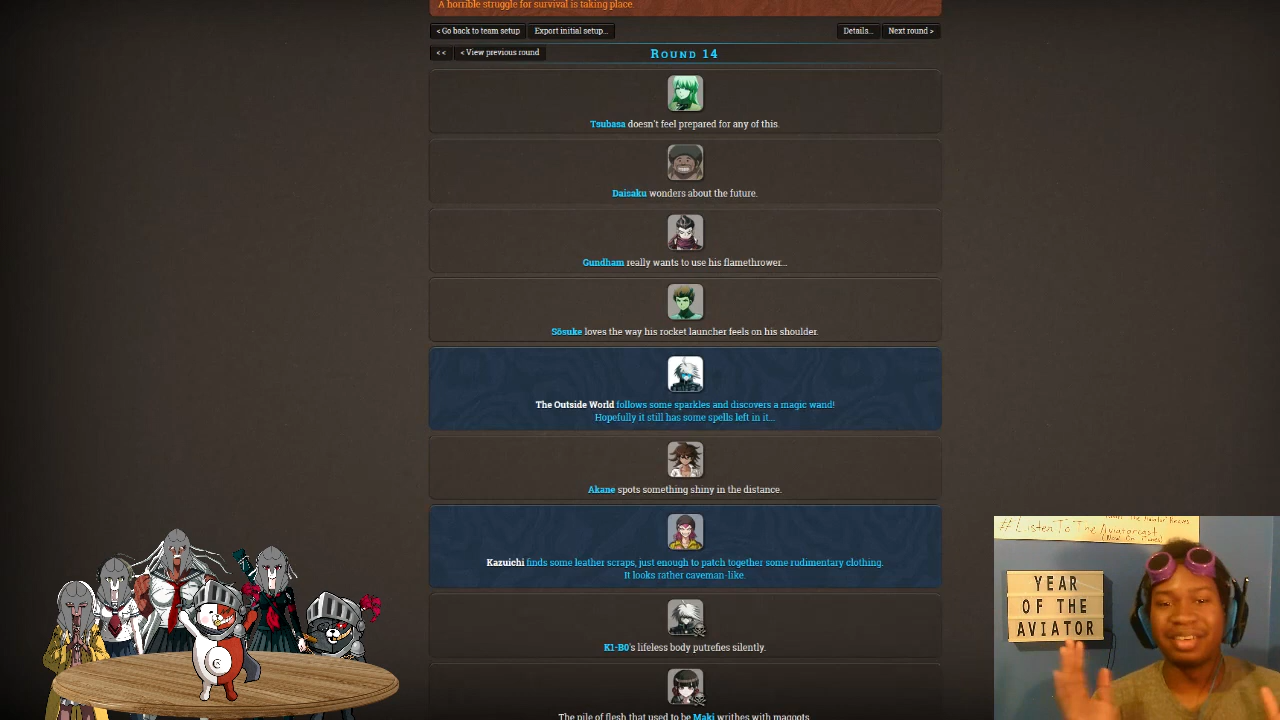 A horrible struggle for survival is taking place.
< Go back to team setup
Export initial setup...
Details...
Next round >
<<
< View previous round
Round 14
Tsubasa doesn't feel prepared for any of this.
Daisaku wonders about the future.
Gundham really wants to use his flamethrower...
Sōsuke loves the way his rocket launcher feels on his shoulder.
The Outside World follows some sparkles and discovers a magic wand!
Hopefully it still has some spells left in it...
Akane spots something shiny in the distance.
Kazuichi finds some leather scraps, just enough to patch together some rudimentary clothing.
It looks rather caveman-like.
K1-B0's lifeless body putrefies silently.
The pile of flesh that used to be Maki writhes with maggots.
#ListenToTheAviatorcast
YEAR
OF THE
AVIATOR